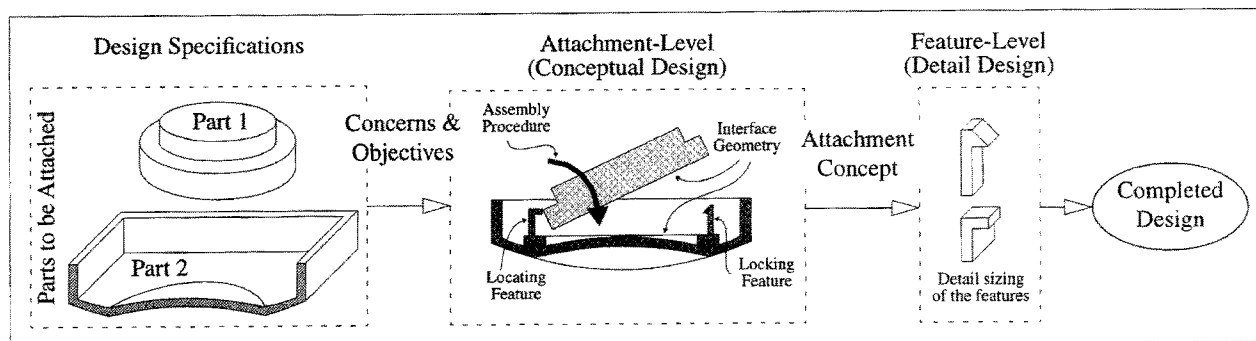 Design Specifications
Parts to be Attached
Part 1
Part 2
Concerns &
Objectives
Attachment-Level
(Conceptual Design)
Assembly
Procedure
Interface
Geometry
Locating
Feature
Locking
Feature
Attachment
Concept
Feature-Level
(Detail Design)
Detail sizing
of the features
Completed
Design